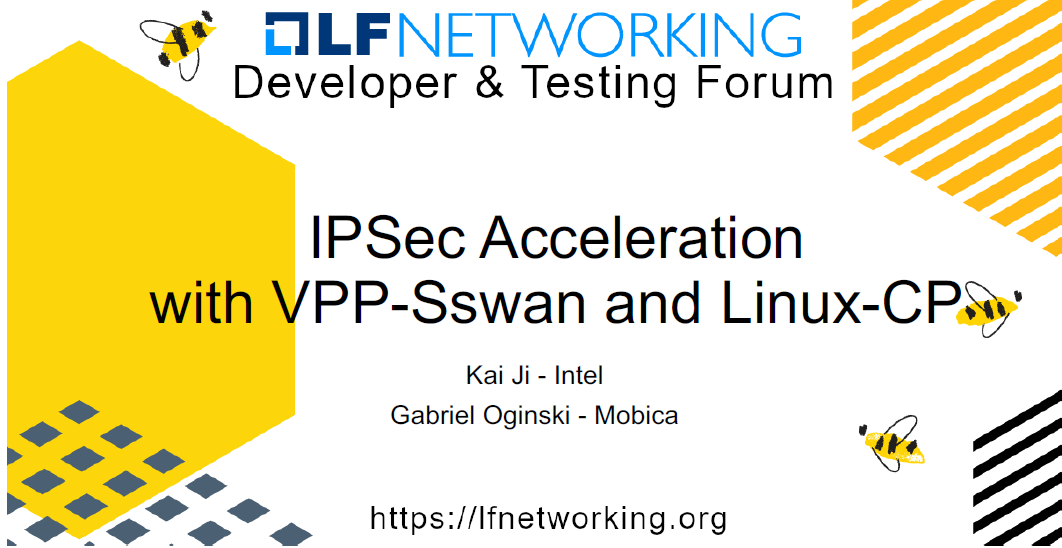 LFNETWORKING
Developer & Testing Forum
IPSec Acceleration
with VPP-Sswan and Linux-CP
Kai Ji - Intel
Gabriel Oginski - Mobica
https://lfnetworking.org